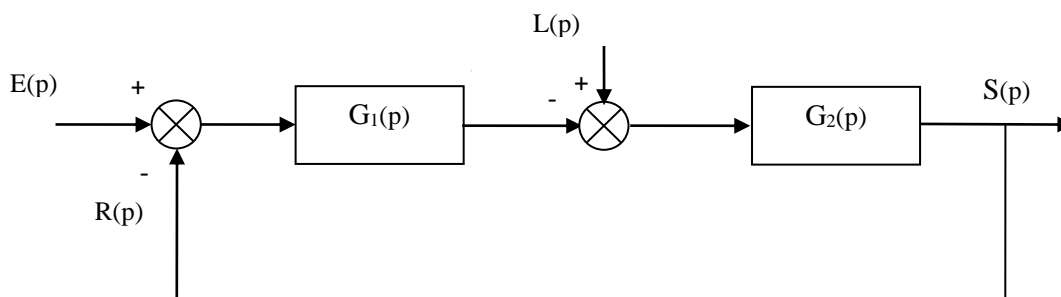 L(p)
E(p)
+
G₁(p)
-
+
G₂(p)
S(p)
-
R(p)